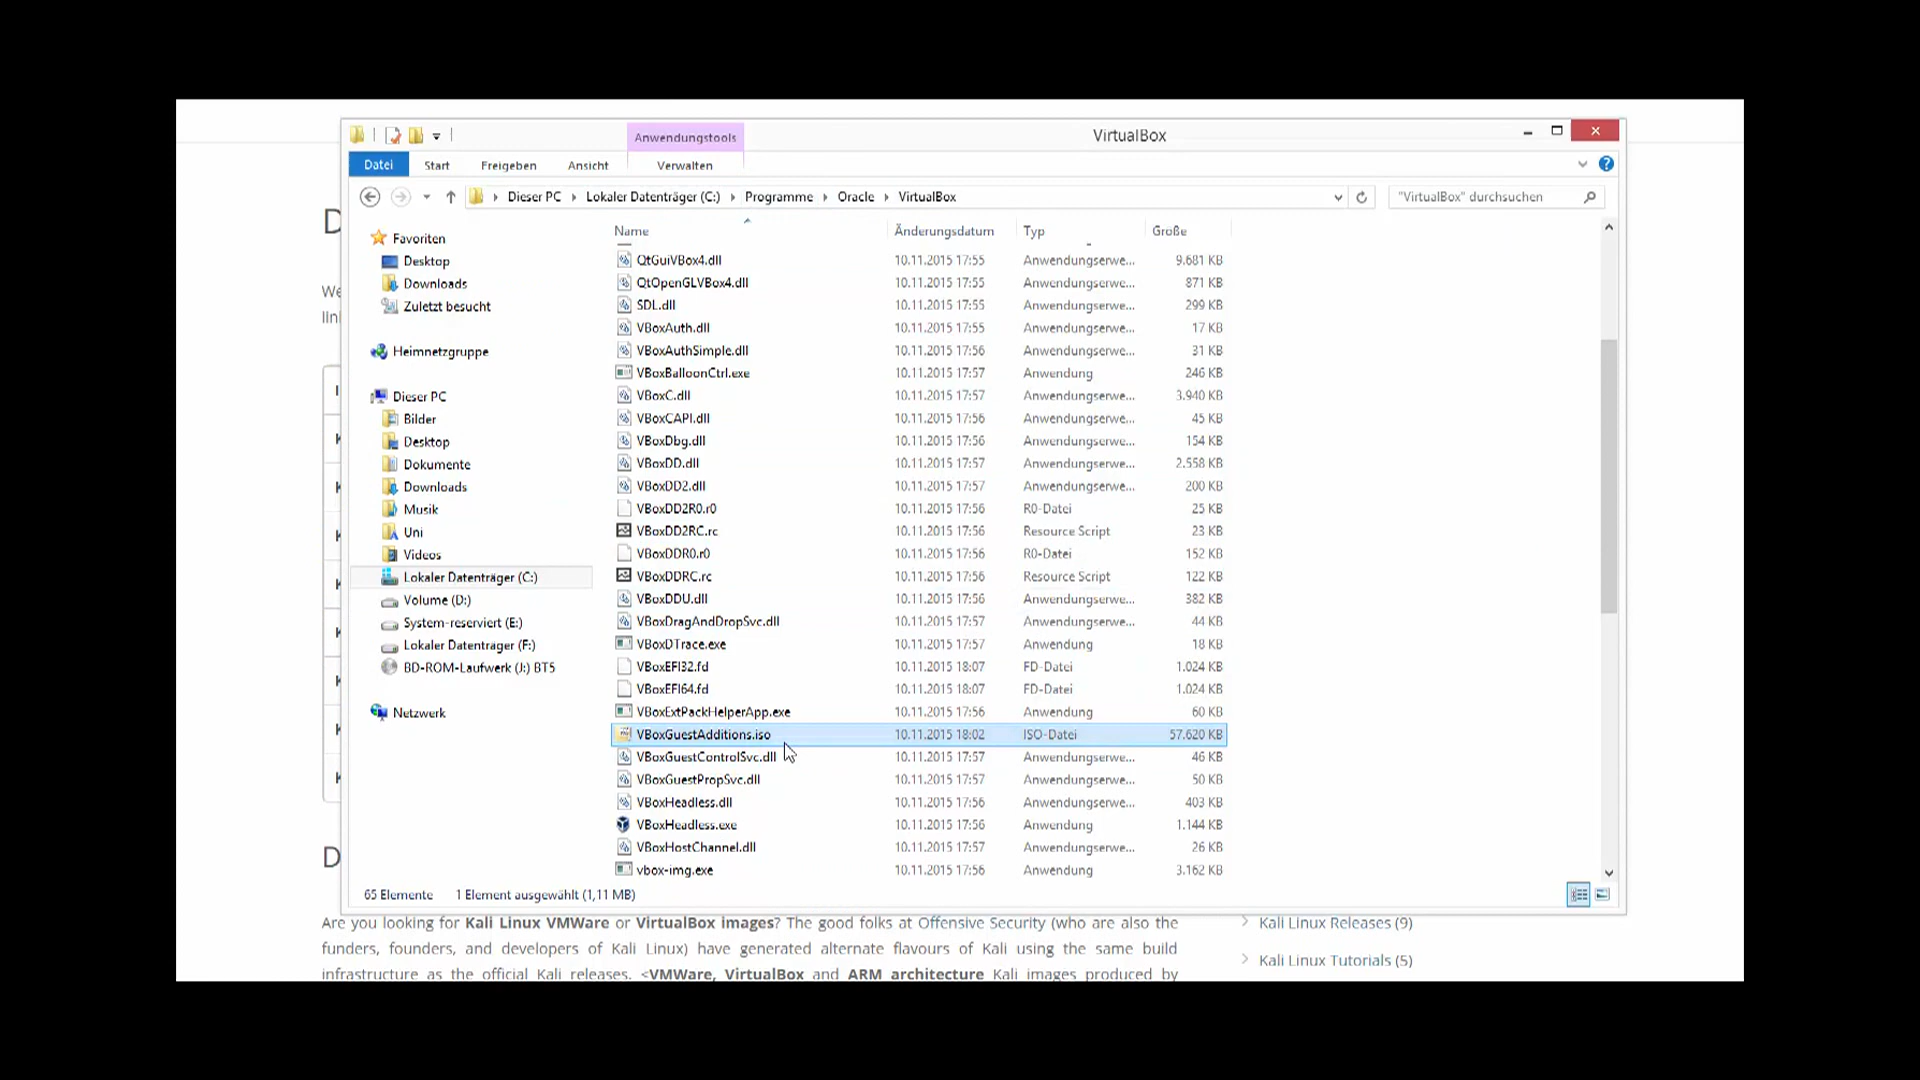 Anwendungstools
VirtualBox
Datei
Start
Freigeben
Ansicht
Verwalten
Dieser PC
Lokaler Datenträger (C:)
Programme
Oracle
VirtualBox
"VirtualBox" durchsuchen
Favoriten
Desktop
Downloads
Zuletzt besucht
Heimnetzgruppe
Dieser PC
Bilder
Desktop
Dokumente
Downloads
Musik
Uni
Videos
Lokaler Datenträger (C:)
Volume (D:)
System-reserviert (E:)
Lokaler Datenträger (F:)
BD-ROM-Laufwerk (J:) BT5
Netzwerk
Name Änderungsdatum Typ Größe
QtGuiVBox4.dll 10.11.2015 17:55 Anwendungserwe... 9.681 KB
QtOpenGLVBox4.dll 10.11.2015 17:55 Anwendungserwe... 871 KB
SDL.dll 10.11.2015 17:55 Anwendungserwe... 299 KB
VBoxAuth.dll 10.11.2015 17:55 Anwendungserwe... 17 KB
VBoxAuthSimple.dll 10.11.2015 17:56 Anwendungserwe... 31 KB
VBoxBalloonCtrl.exe 10.11.2015 17:56 Anwendung 246 KB
VBoxC.dll 10.11.2015 17:57 Anwendungserwe... 3.940 KB
VBoxCAPI.dll 10.11.2015 17:56 Anwendungserwe... 45 KB
VBoxDbg.dll 10.11.2015 17:56 Anwendungserwe... 154 KB
VBoxDD.dll 10.11.2015 17:57 Anwendungserwe... 2.558 KB
VBoxDD2.dll 10.11.2015 17:57 Anwendungserwe... 200 KB
VBoxDD2R0.r0 10.11.2015 17:56 R0-Datei 25 KB
VBoxDD2RC.rc 10.11.2015 17:56 Resource Script 23 KB
VBoxDDR0.r0 10.11.2015 17:56 R0-Datei 152 KB
VBoxDDRC.rc 10.11.2015 17:56 Resource Script 122 KB
VBoxDDU.dll 10.11.2015 17:56 Anwendungserwe... 382 KB
VBoxDragAndDropSvc.dll 10.11.2015 17:57 Anwendungserwe... 44 KB
VBoxDTrace.exe 10.11.2015 17:57 Anwendung 18 KB
VBoxEFI32.fd 10.11.2015 18:07 FD-Datei 1.024 KB
VBoxEFI64.fd 10.11.2015 18:07 FD-Datei 1.024 KB
VBoxExtPackHelperApp.exe 10.11.2015 17:56 Anwendung 60 KB
VBoxGuestAdditions.iso 10.11.2015 18:02 ISO-Datei 57.620 KB
VBoxGuestControlSvc.dll 10.11.2015 17:57 Anwendungserwe... 46 KB
VBoxGuestPropSvc.dll 10.11.2015 17:57 Anwendungserwe... 50 KB
VBoxHeadless.dll 10.11.2015 17:56 Anwendungserwe... 403 KB
VBoxHeadless.exe 10.11.2015 17:56 Anwendung 1.144 KB
VBoxHostChannel.dll 10.11.2015 17:57 Anwendungserwe... 26 KB
vbox-img.exe 10.11.2015 17:56 Anwendung 3.162 KB
65 Elemente 1 Element ausgewählt (1,11 MB)
D
We
D
Are you looking for Kali Linux VMWare or VirtualBox images? The good folks at Offensive Security (who are also the
funders, founders, and developers of Kali Linux) have generated alternate flavours of Kali using the same build
infrastructure as the official Kali releases. <VMWare, VirtualBox and ARM architecture Kali images produced by
Kali Linux Releases (9)
Kali Linux Tutorials (5)